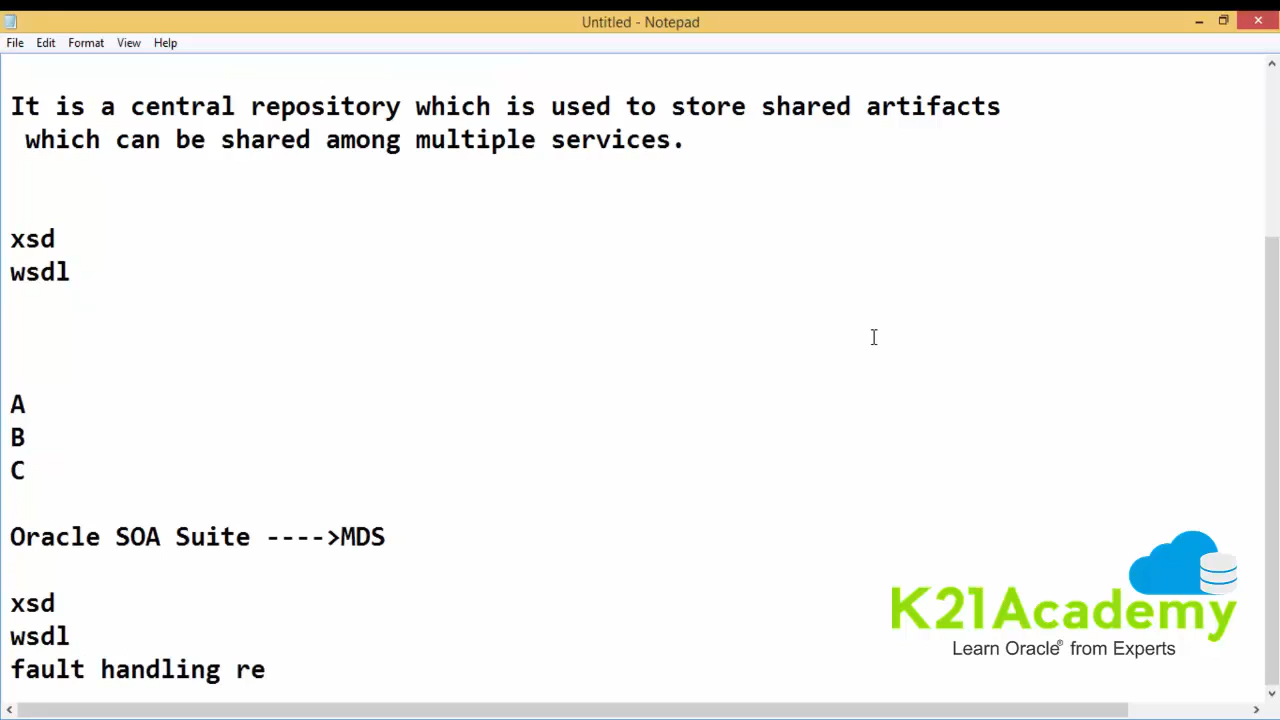 Untitled - Notepad
File Edit Format View Help
It is a central repository which is used to store shared artifacts
which can be shared among multiple services.
xsd
wsdl
A
B
C
Oracle SOA Suite ---->MDS
xsd
wsdl
fault handling re
K21Academy
Learn Oracle® from Experts